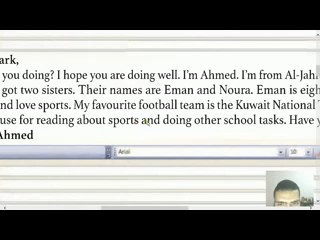 ark,
you doing? I hope you are doing well. I'm Ahmed. I'm from Al-Jah
got two sisters. Their names are Eman and Noura. Eman is eigh
nd love sports. My favourite football team is the Kuwait National
use for reading about sports and doing other school tasks. Have y
Ahmed
Arial
10